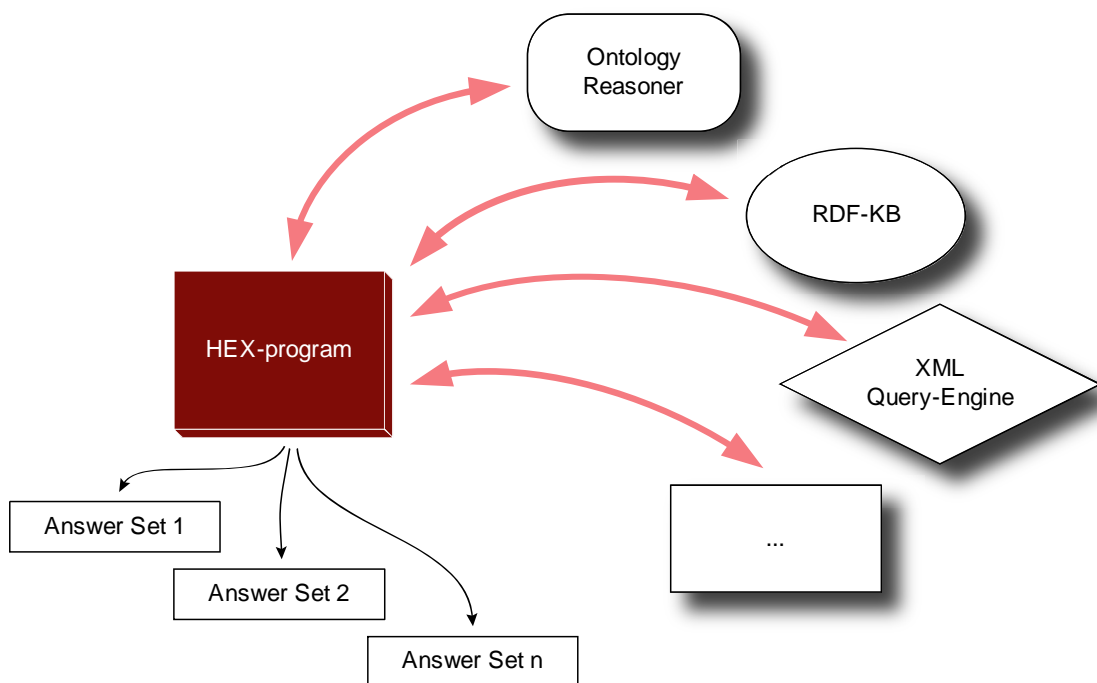 Ontology
Reasoner
RDF-KB
HEX-program
XML
Query-Engine
Answer Set 1
...
Answer Set 2
Answer Set n